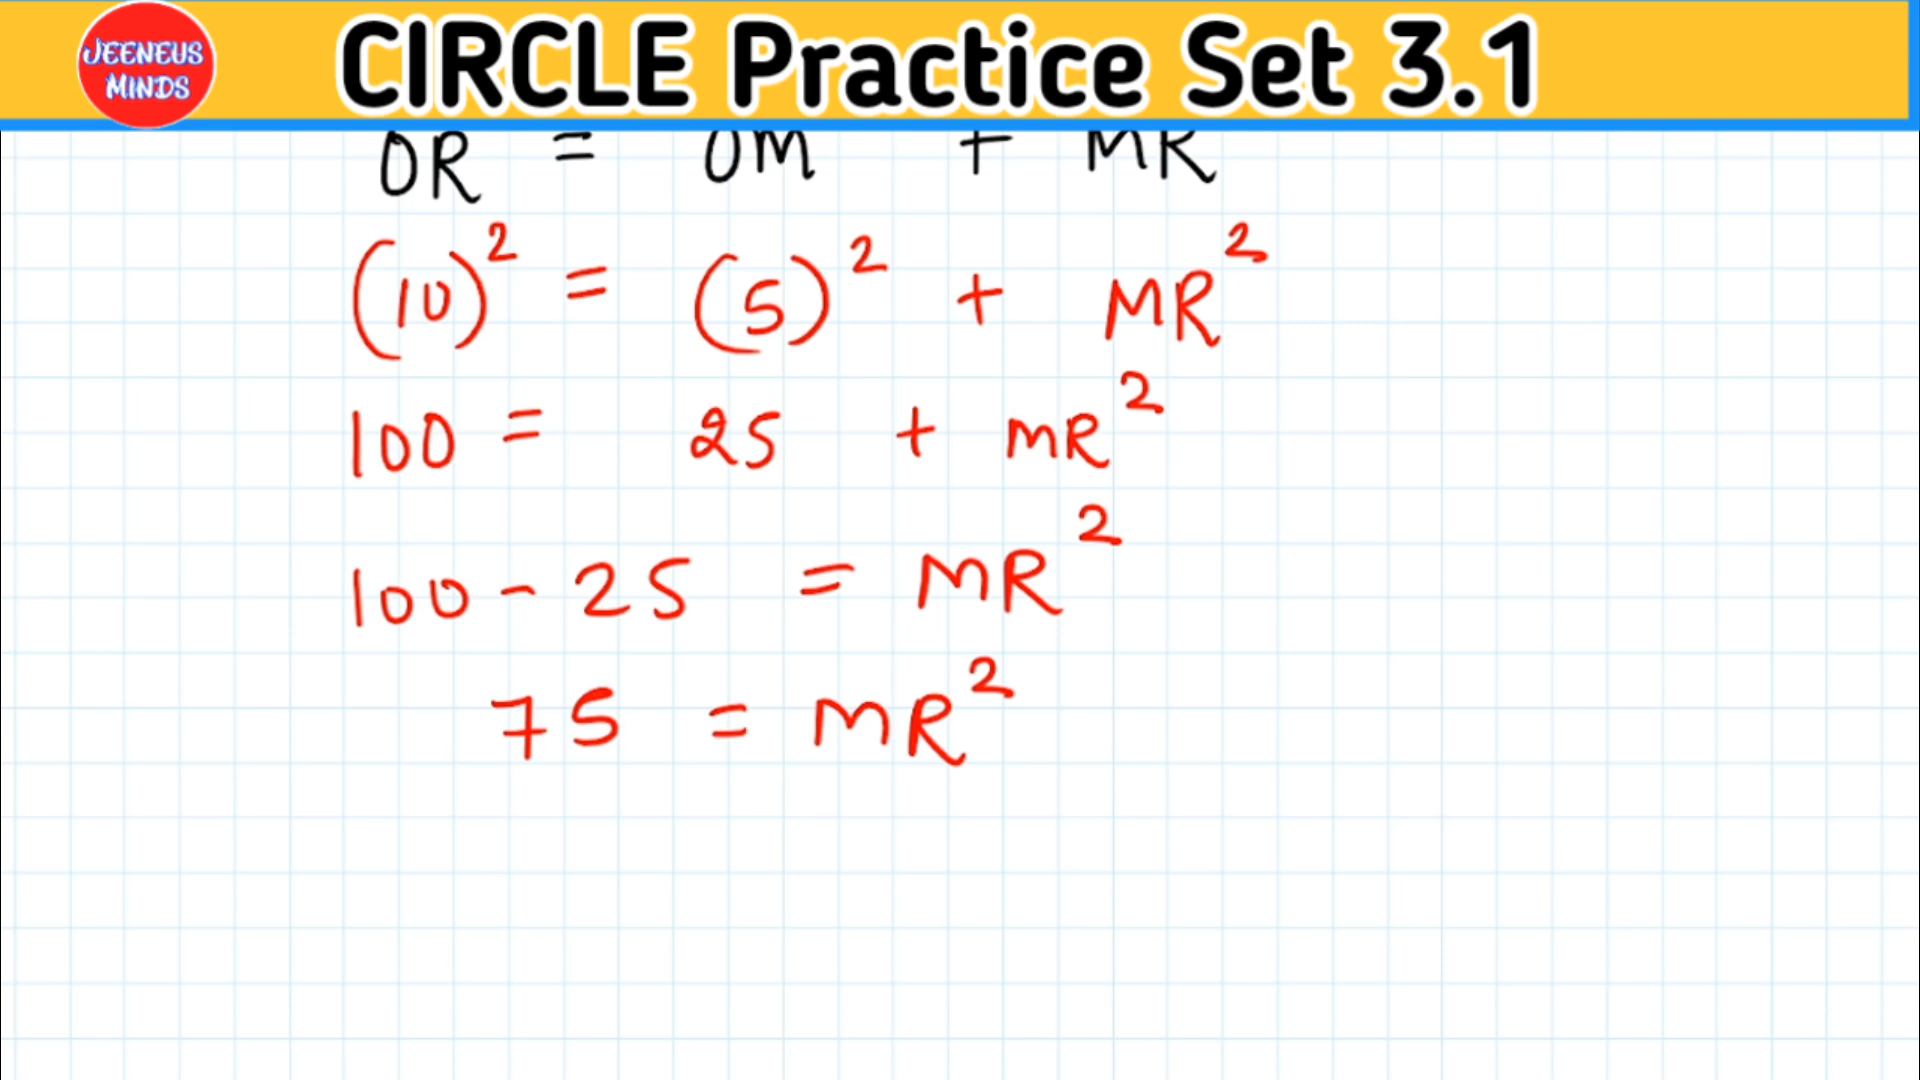 JEENEUS
MINDS
CIRCLE Practice Set 3.1
OR = OM + MR
(10)² = (5)² + MR²
100 = 25 + MR²
100 - 25 = MR²
75 = MR²